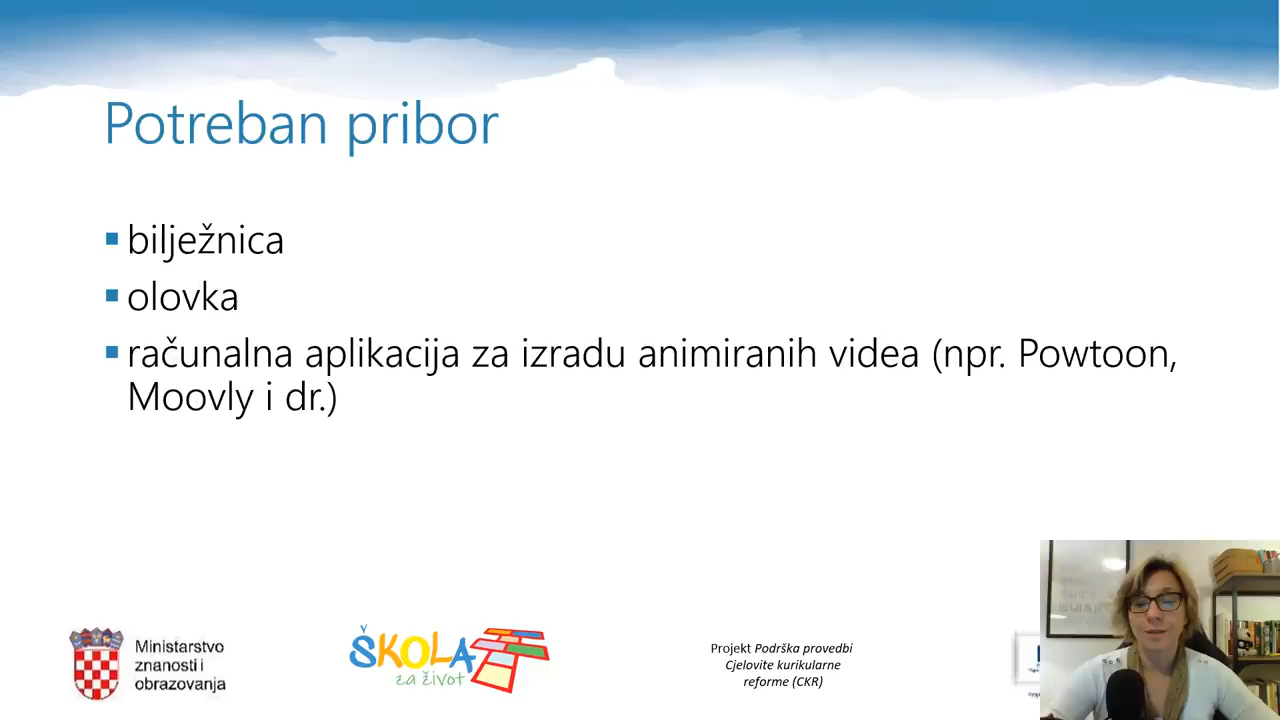 Potreban pribor
bilježnica
olovka
računalna aplikacija za izradu animiranih videa (npr. Powtoon,
Moovly i dr.)
Ministarstvo
znanosti i
obrazovanja
ŠKOLA
za život
Projekt Podrška provedbi
Cjelovite kurikularne
reforme (CKR)